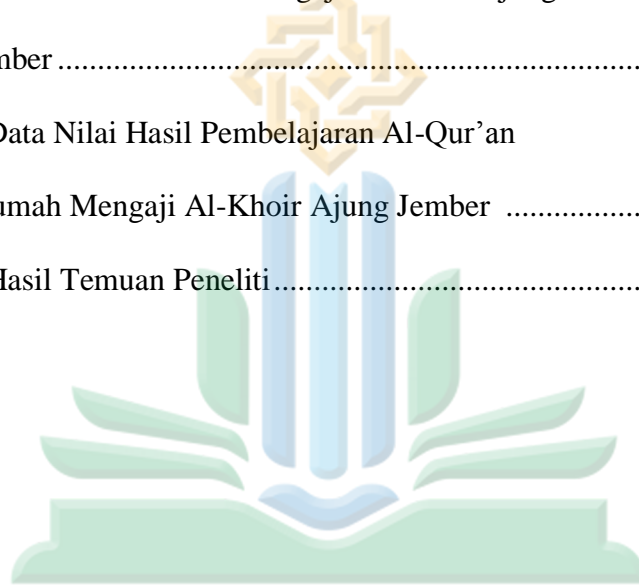 mber ................................................................................
Data Nilai Hasil Pembelajaran Al-Qur’an
umah Mengaji Al-Khoir Ajung Jember ..................
Hasil Temuan Peneliti..................................................